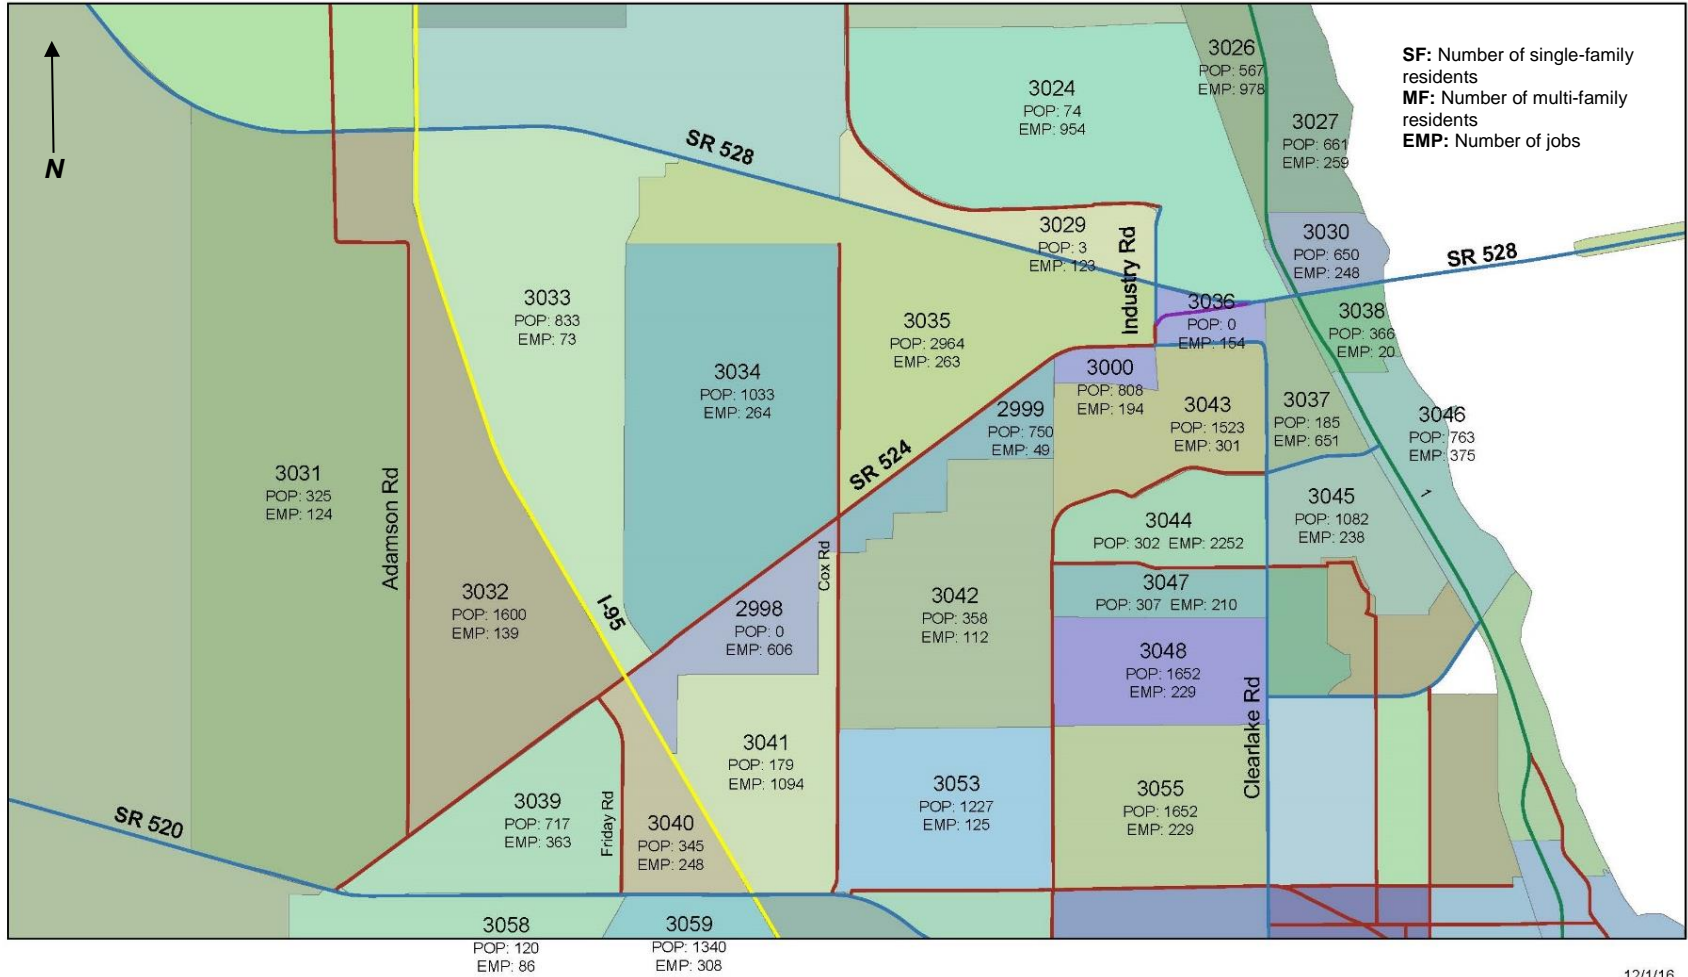 N
SF: Number of single-family
residents
MF: Number of multi-family
residents
EMP: Number of jobs
3026
POP: 567
EMP: 978
3024
POP: 74
EMP: 954
3027
POP: 661
EMP: 259
SR 528
3029
POP: 3
EMP: 123
Industry Rd
3030
POP: 650
EMP: 248
SR 528
3033
POP: 833
EMP: 73
3036
POP: 0
EMP: 154
3038
POP: 366
EMP: 20
3035
POP: 2964
EMP: 263
3034
POP: 1033
EMP: 264
3000
POP: 808
EMP: 194
2999
POP: 750
EMP: 49
3043
POP: 1523
EMP: 301
3037
POP: 185
EMP: 651
3046
POP: 763
EMP: 375
SR 524
3031
POP: 325
EMP: 124
Adamson Rd
1
3045
POP: 1082
EMP: 238
3044
POP: 302 EMP: 2252
Cox Rd
3032
POP: 1600
EMP: 139
I-95
2998
POP: 0
EMP: 606
3042
POP: 358
EMP: 112
3047
POP: 307 EMP: 210
3048
POP: 1652
EMP: 229
Clearlake Rd
3041
POP: 179
EMP: 1094
3053
POP: 1227
EMP: 125
3055
POP: 1652
EMP: 229
SR 520
3039
POP: 717
EMP: 363
Friday Rd
3040
POP: 345
EMP: 248
3058
POP: 120
EMP: 86
3059
POP: 1340
EMP: 308
12/1/16